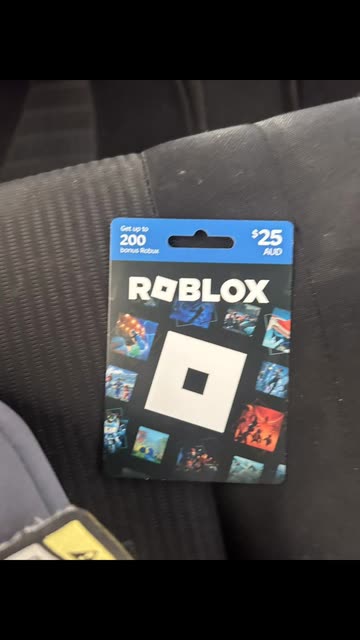 Get up to
200
bonus Robux
$25
AUD
ROBLOX